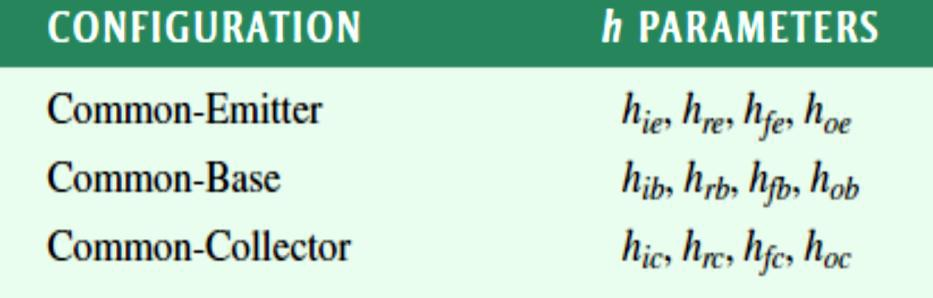 CONFIGURATION h PARAMETERS
Common-Emitter hie, hre, hfe, hoe
Common-Base hib, hrb, hfb, hob
Common-Collector hic, hrc, hfc, hoc